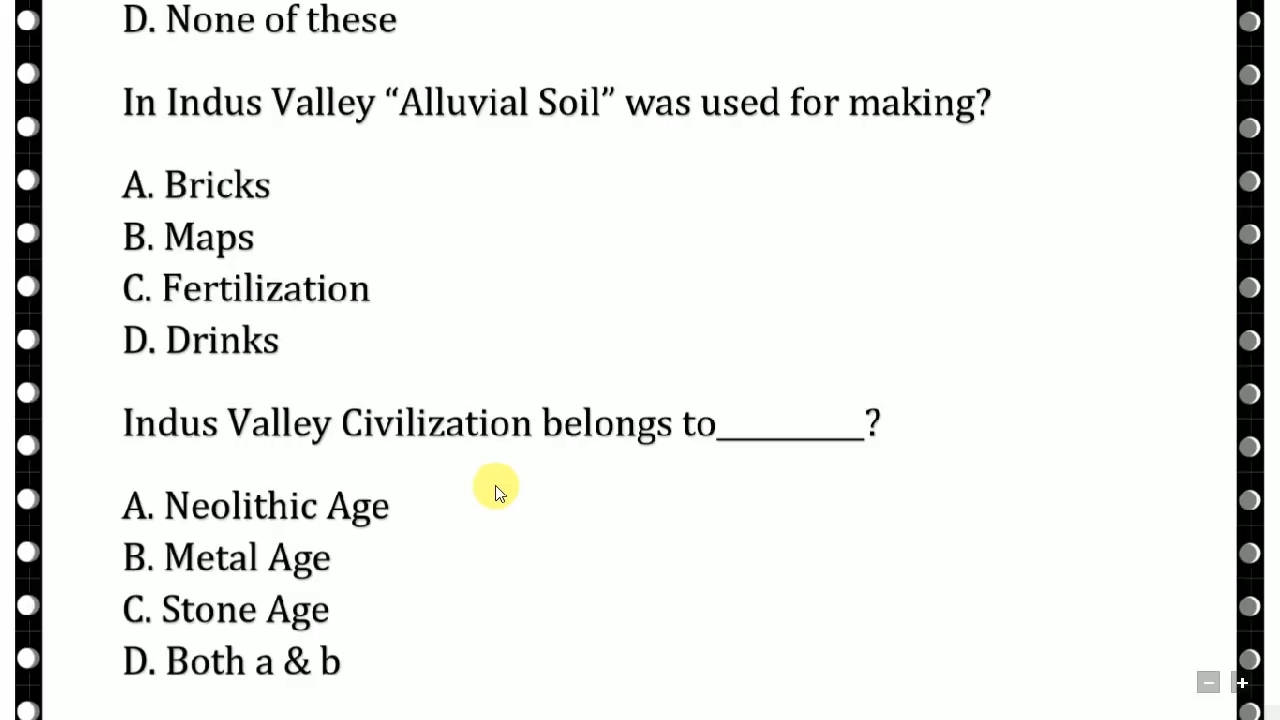 D. None of these
In Indus Valley “Alluvial Soil” was used for making?
A. Bricks
B. Maps
C. Fertilization
D. Drinks
Indus Valley Civilization belongs to_________?
A. Neolithic Age
B. Metal Age
C. Stone Age
D. Both a & b